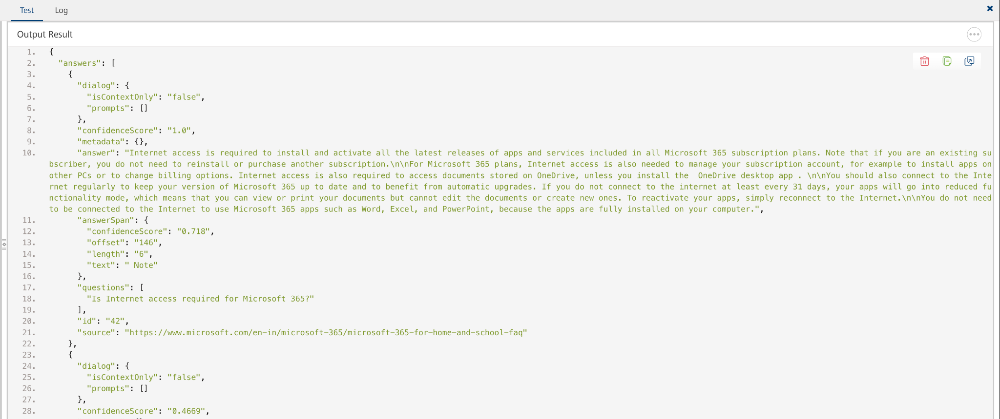 Test Log
Output Result
1. {
2. "answers": [
3. {
4. "dialog": {
5. "isContextOnly": "false",
6. "prompts": []
7. },
8. "confidenceScore": "1.0",
9. "metadata": {},
10. "answer": "Internet access is required to install and activate all the latest releases of apps and services included in all Microsoft 365 subscription plans. Note that if you are an existing su
bscriber, you do not need to reinstall or purchase another subscription.\n\nFor Microsoft 365 plans, Internet access is also needed to manage your subscription account, for example to install apps on
other PCs or to change billing options. Internet access is also required to access documents stored on OneDrive, unless you install the  OneDrive desktop app . \n\nYou should also connect to the Inte
rnet regularly to keep your version of Microsoft 365 up to date and to benefit from automatic upgrades. If you do not connect to the internet at least every 31 days, your apps will go into reduced fu
nctionality mode, which means that you can view or print your documents but cannot edit the documents or create new ones. To reactivate your apps, simply reconnect to the Internet.\n\nYou do not need
to be connected to the Internet to use Microsoft 365 apps such as Word, Excel, and PowerPoint, because the apps are fully installed on your computer.",
11. "answerSpan": {
12. "confidenceScore": "0.718",
13. "offset": "146",
14. "length": "6",
15. "text": " Note"
16. },
17. "questions": [
18. "Is Internet access required for Microsoft 365?"
19. ],
20. "id": "42",
21. "source": "https://www.microsoft.com/en-in/microsoft-365/microsoft-365-for-home-and-school-faq"
22. },
23. {
24. "dialog": {
25. "isContextOnly": "false",
26. "prompts": []
27. },
28. "confidenceScore": "0.4669",